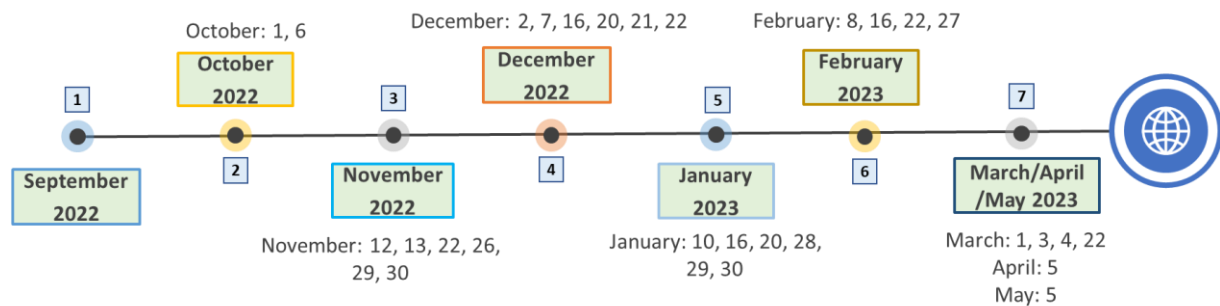 December: 2, 7, 16, 20, 21, 22
February: 8, 16, 22, 27
October: 1, 6
October
2022
December
2022
February
2023
1
3
5
7
2
4
6
September
2022
November
2022
January
2023
March/April
/May 2023
November: 12, 13, 22, 26,
29, 30
January: 10, 16, 20, 28,
29, 30
March: 1, 3, 4, 22
April: 5
May: 5